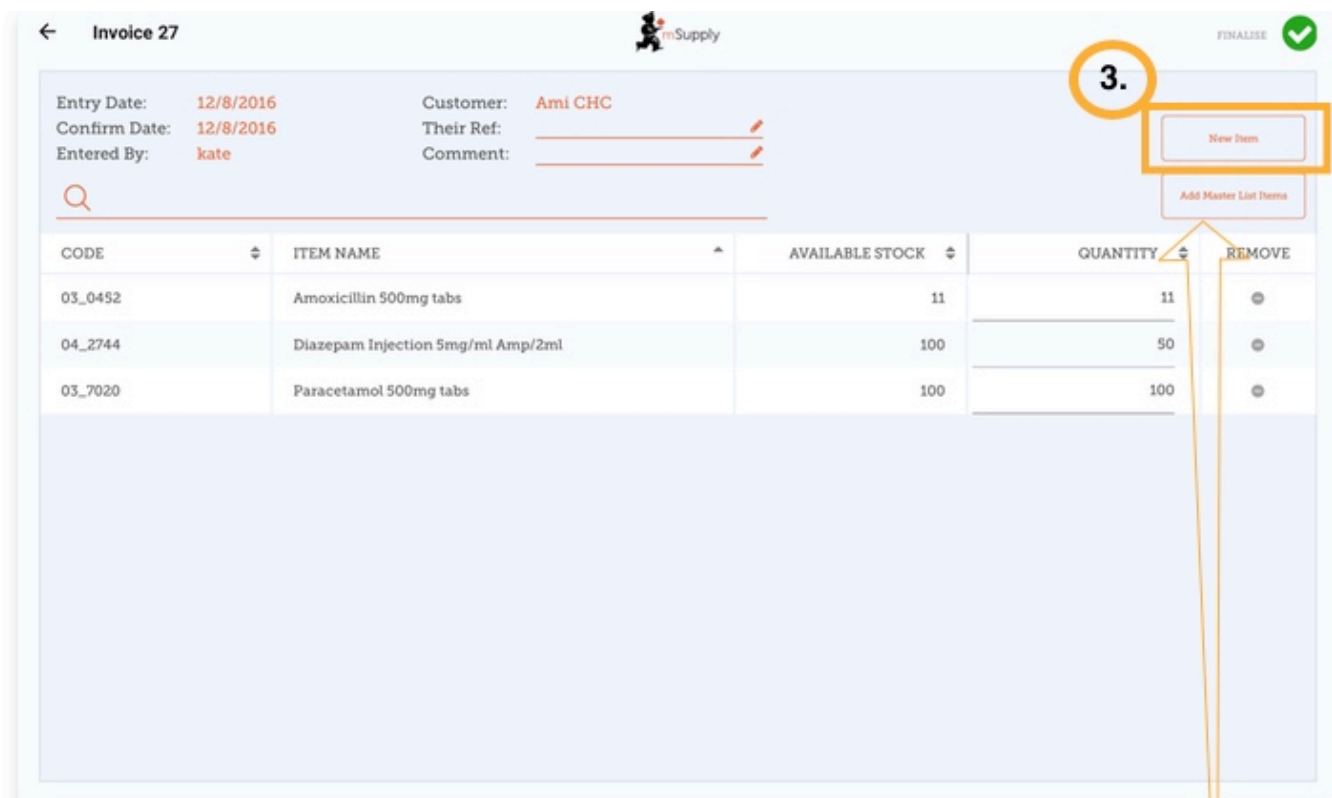 Invoice 27
mSupply
FINALISE
3.
Entry Date: 12/8/2016
Confirm Date: 12/8/2016
Entered By: kate
Customer: Ami CHC
Their Ref:
Comment:
New Item
Add Master List Items
CODE ITEM NAME AVAILABLE STOCK QUANTITY REMOVE
03_0452 Amoxicillin 500mg tabs 11 11
04_2744 Diazepam Injection 5mg/ml Amp/2ml 100 50
03_7020 Paracetamol 500mg tabs 100 100